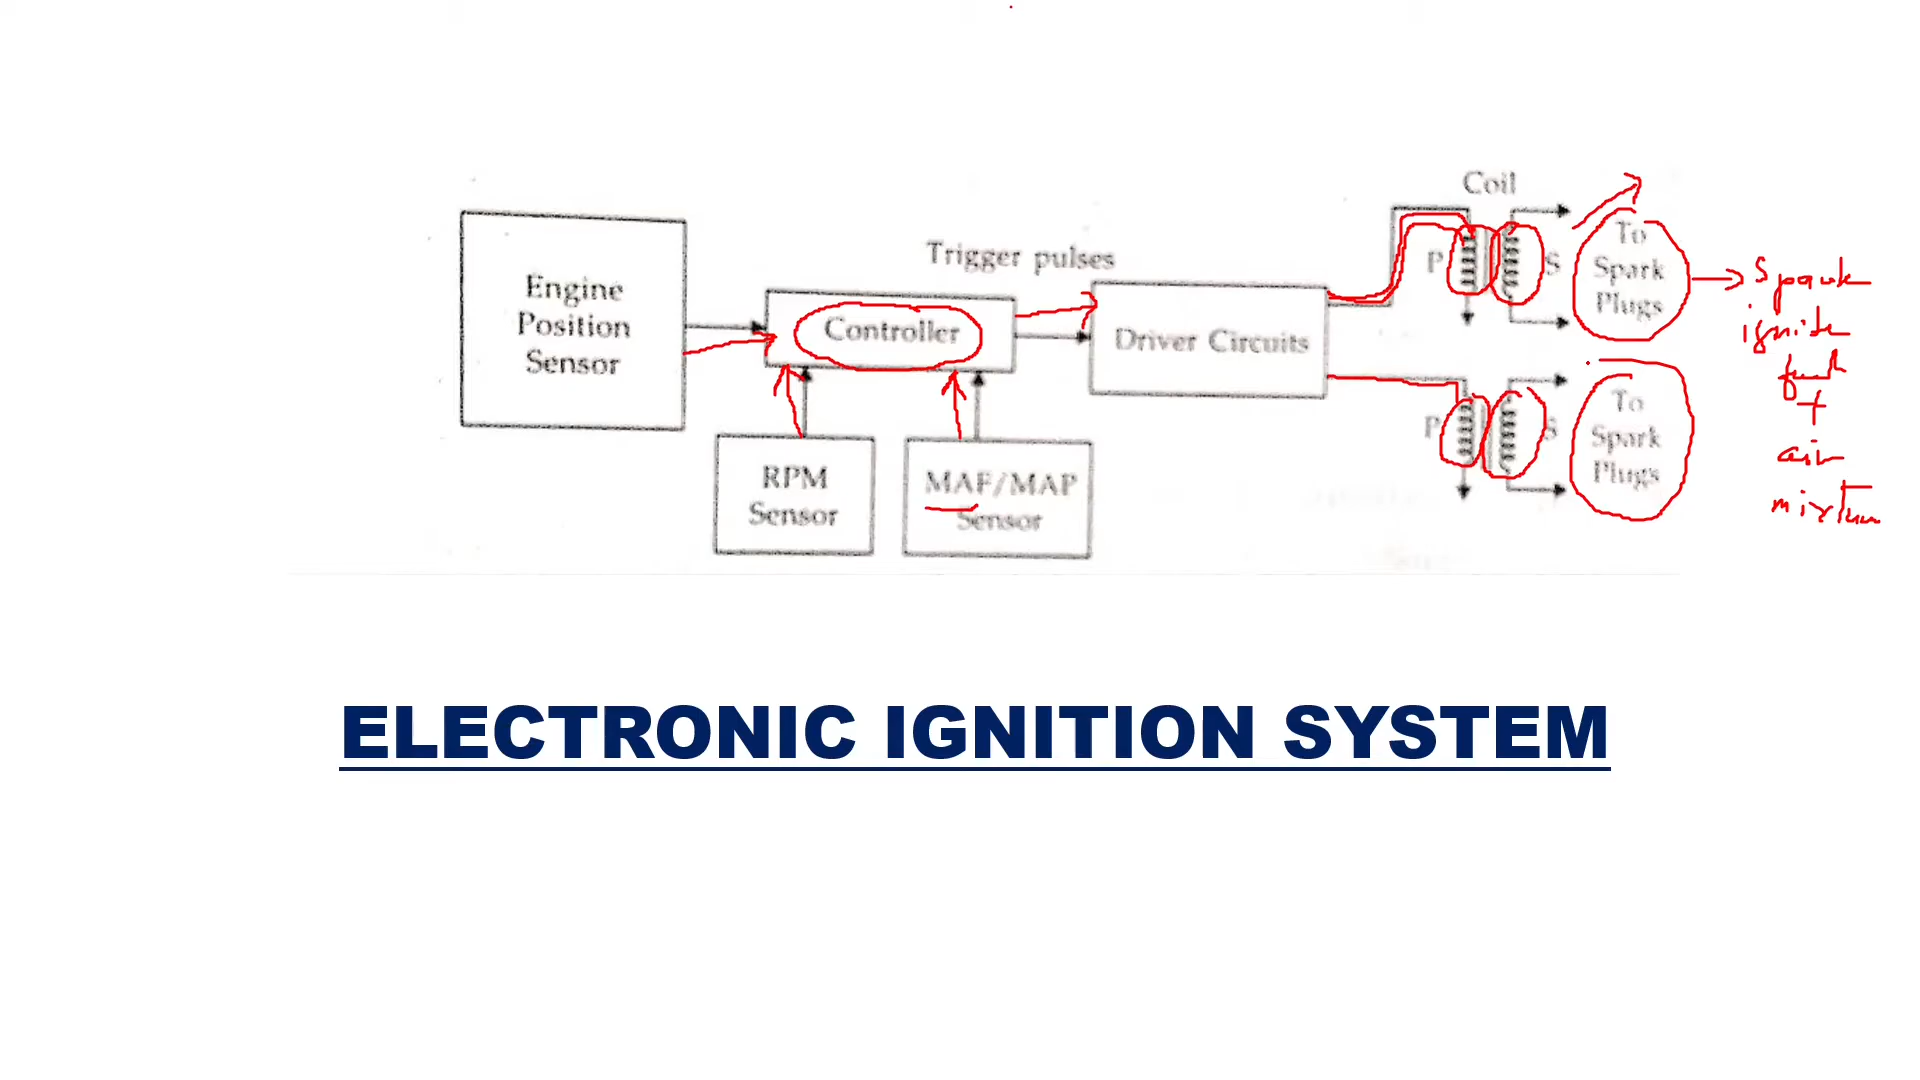 Coil
Engine
Position
Sensor
Trigger pulses
Controller
Driver Circuits
RPM
Sensor
MAF/MAP
Sensor
P
S
To
Spark
Plugs
P
S
To
Spark
Plugs
Spark
ignite
+
air
mixture
ELECTRONIC IGNITION SYSTEM